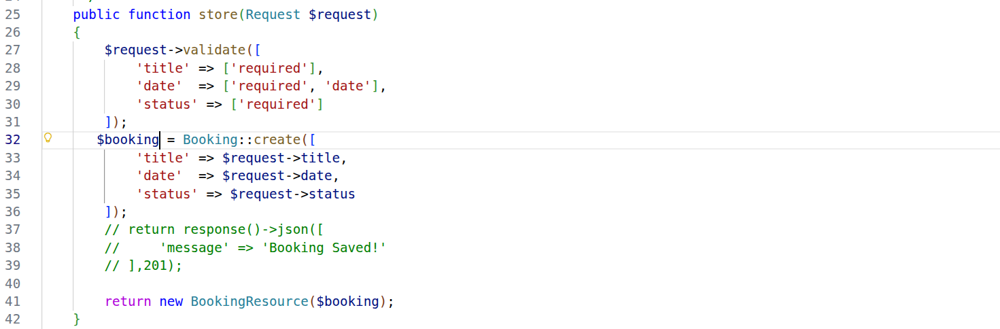 25 public function store(Request $request)
26 {
27 $request->validate([
28 'title' => ['required'],
29 'date'  => ['required', 'date'],
30 'status' => ['required']
31 ]);
32 $booking = Booking::create([
33 'title' => $request->title,
34 'date'  => $request->date,
35 'status' => $request->status
36 ]);
37 // return response()->json([
38 //     'message' => 'Booking Saved!'
39 // ],201);
40
41 return new BookingResource($booking);
42 }